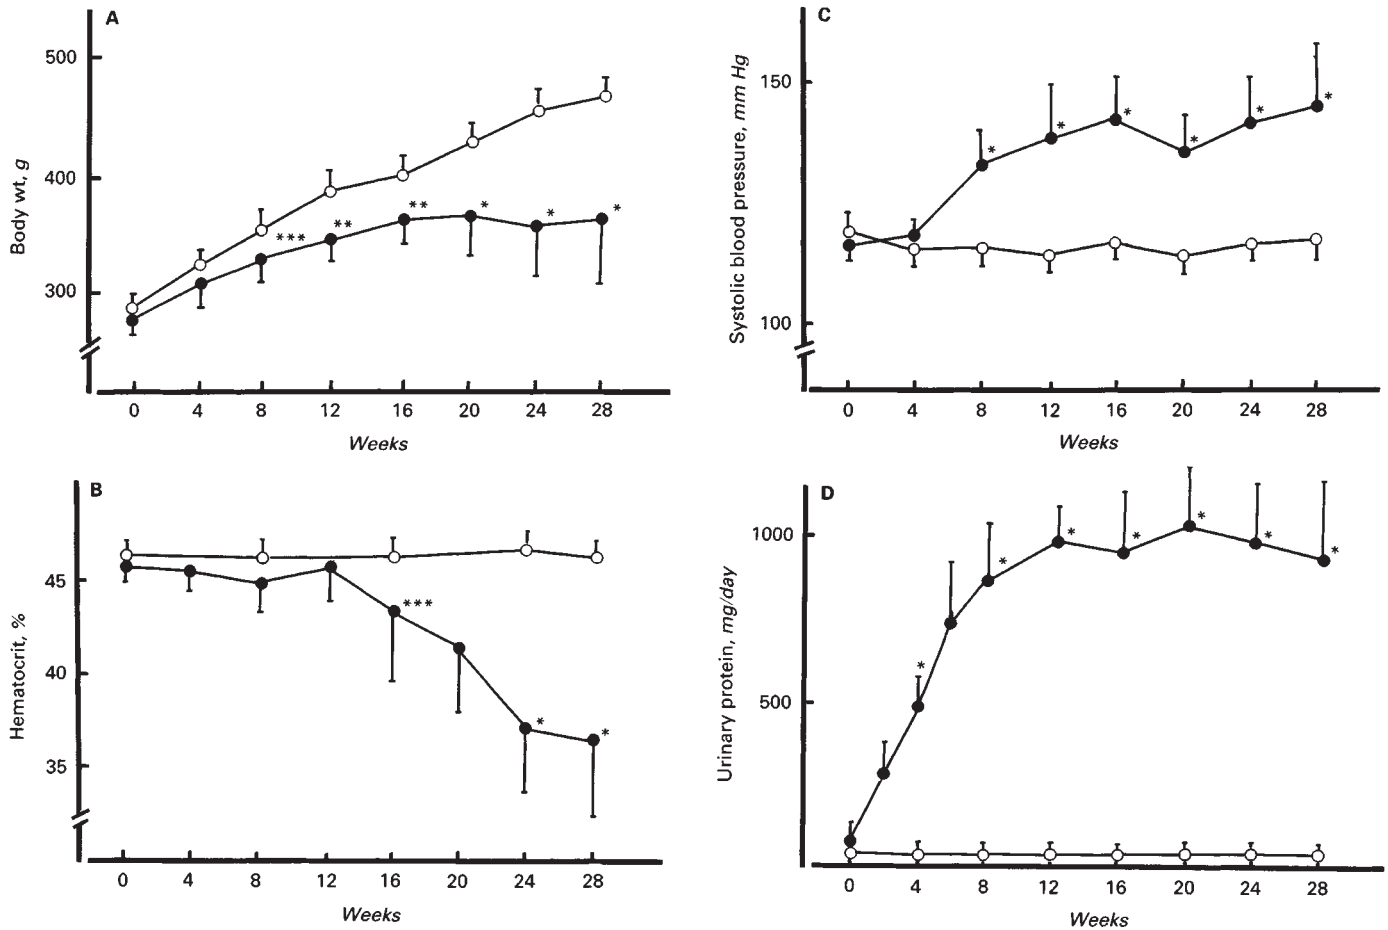 A
500
400
300
Body wt, g
***
**
**
*
*
*
0 4 8 12 16 20 24 28
Weeks
C
150
100
Systolic blood pressure, mm Hg
*
*
*
*
*
*
0 4 8 12 16 20 24 28
Weeks
B
45
40
35
Hematocrit, %
***
*
*
0 4 8 12 16 20 24 28
Weeks
D
1000
500
Urinary protein, mg/day
*
*
*
*
*
*
*
0 4 8 12 16 20 24 28
Weeks